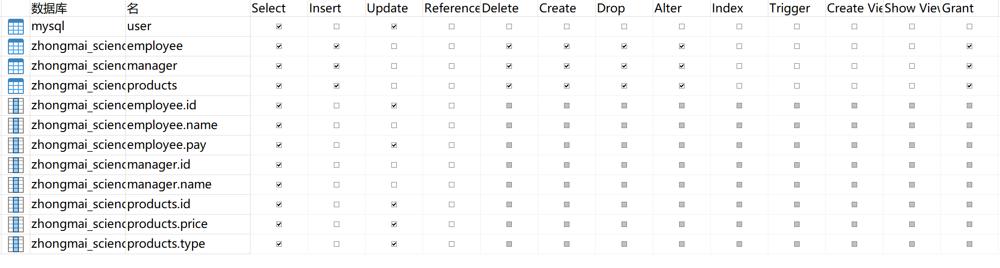 数据库 名 Select Insert Update Reference Delete Create Drop Alter Index Trigger Create Vie Show Viev Grant
mysql user
zhongmai_scienc employee
zhongmai_scienc manager
zhongmai_scienc products
zhongmai_scienc employee.id
zhongmai_scienc employee.name
zhongmai_scienc employee.pay
zhongmai_scienc manager.id
zhongmai_scienc manager.name
zhongmai_scienc products.id
zhongmai_scienc products.price
zhongmai_scienc products.type